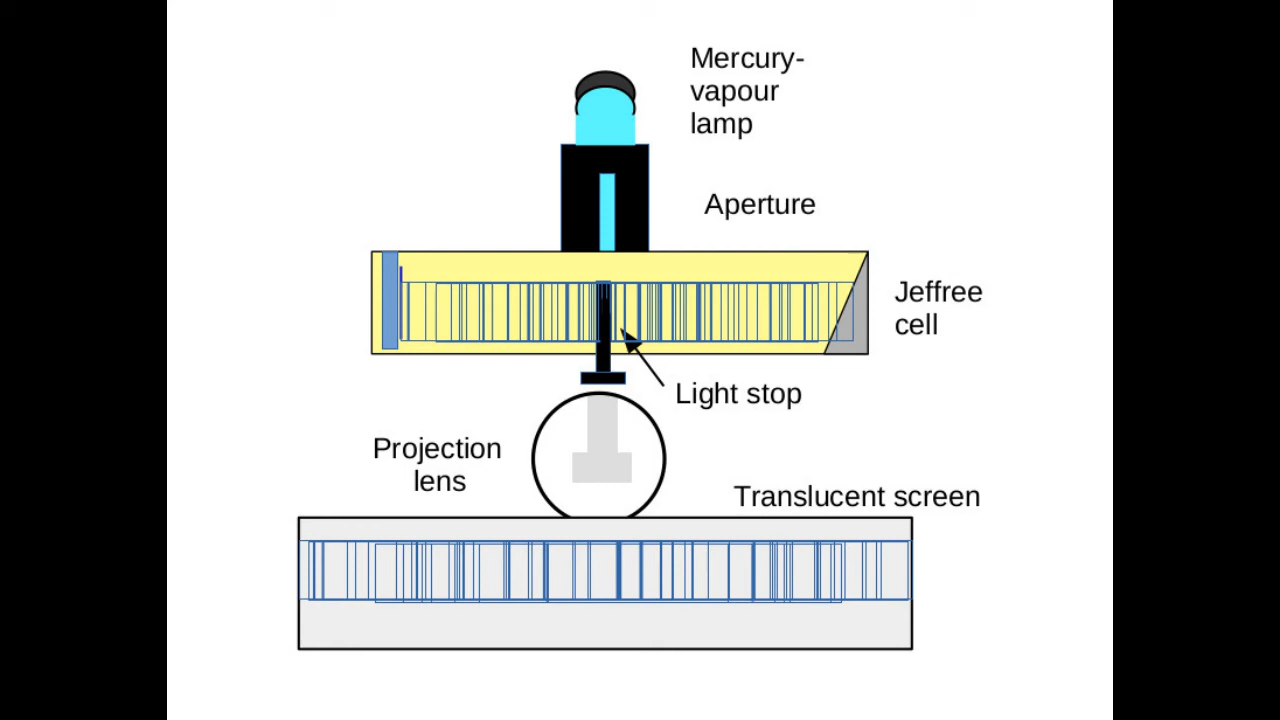 Mercury-
vapour
lamp
Aperture
Jeffree
cell
Light stop
Projection
lens
Translucent screen